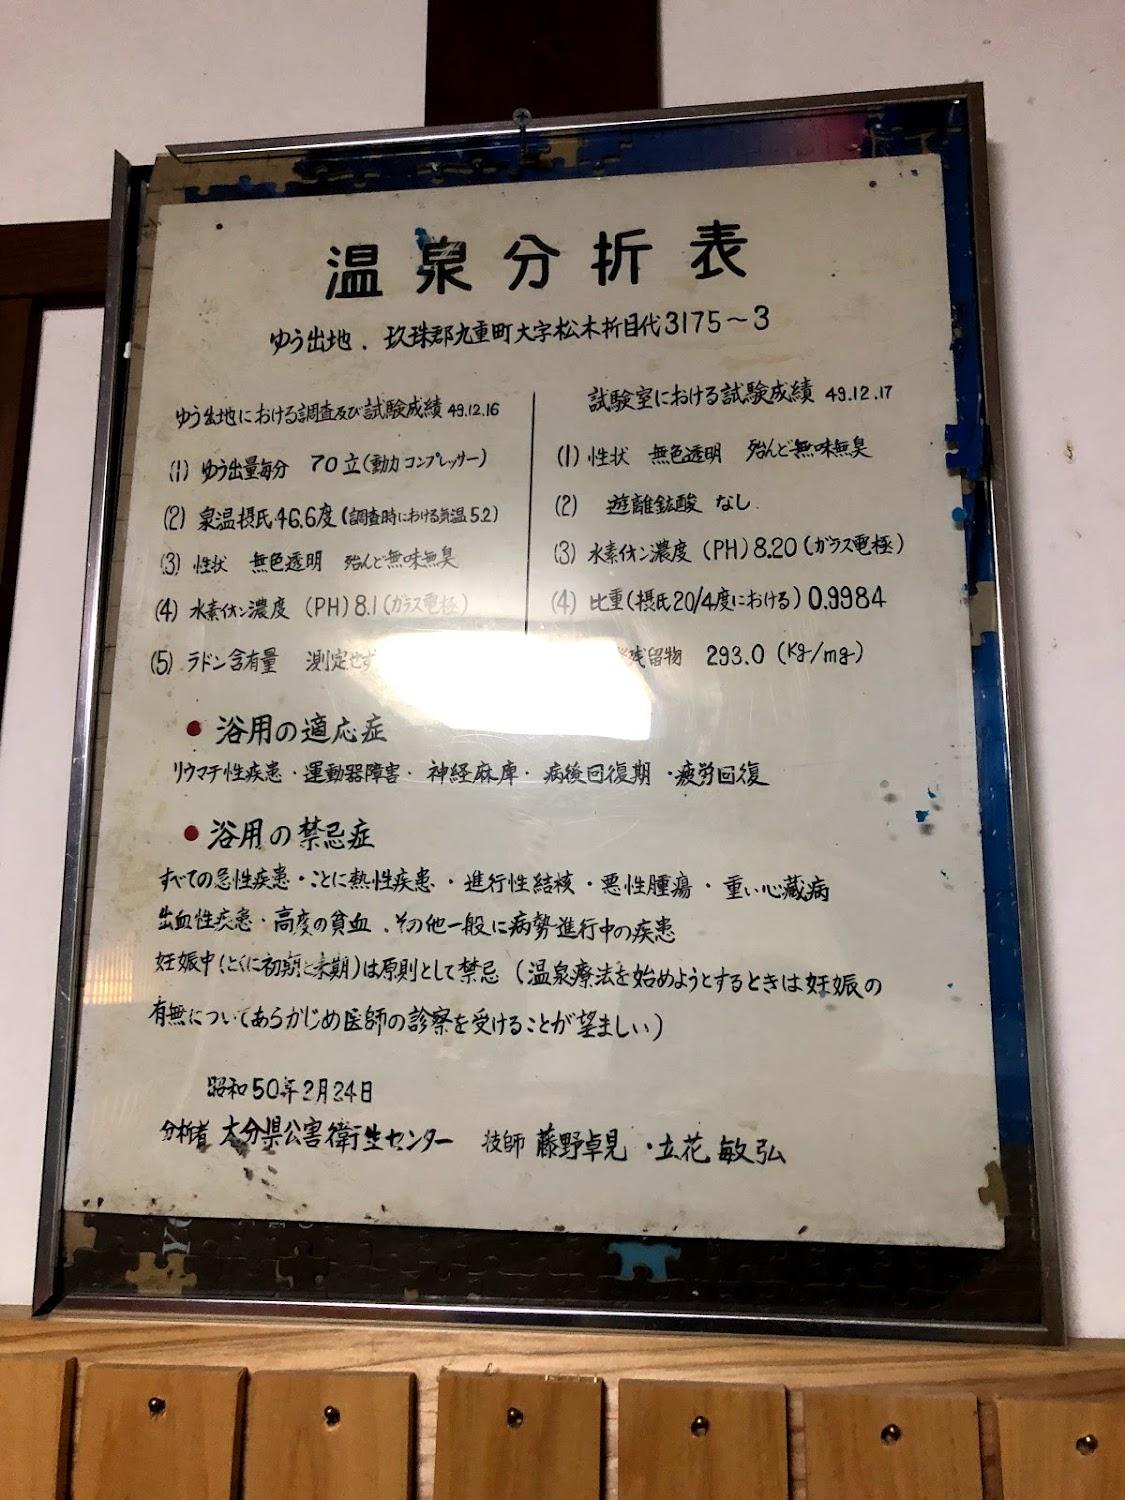 温泉分折表
ゆう出地 . 玖珠郡九重町大字松木折目代3175～3
ゆう出地における調査及び試験成績 49.12.16
(1) ゆう出量毎分 70立(動力コンプレッサー)
(2) 泉温摂氏46.6度(調査時における気温5.2)
(3) 性状 無色透明 殆んど無味無臭
(4) 水素イオン濃度 (PH) 8.1 (ガラス電極)
(5) ラドン含有量 測定せず
試験室における試験成績 49.12.17
(1) 性状 無色透明 殆んど無味無臭
(2) 遊離鉱酸 なし.
(3) 水素イオン濃度 (PH) 8.20 (ガラス電極)
(4) 比重(摂氏20/4度における) 0.9984
残留物 293.0 (Kg/mg)
● 浴用の適応症
リウマチ性疾患・運動器障害・神経麻庫・病後回復期・疲労回復
● 浴用の禁忌症
すべての急性疾患・ことに熱性疾患・進行性結核・悪性腫瘍・重い心蔵病
出血性疾患・高度の貧血 . その他一般に病勢進行中の疾患
妊娠中(とくに初期と末期)は原則として禁忌 (温泉療法を始めようとするときは妊娠の
有無についてあらかじめ医師の診察を受けることが望ましい)
昭和50年2月24日
分析者 大分県公害衛生センター 技師 藤野卓見・立花敏弘